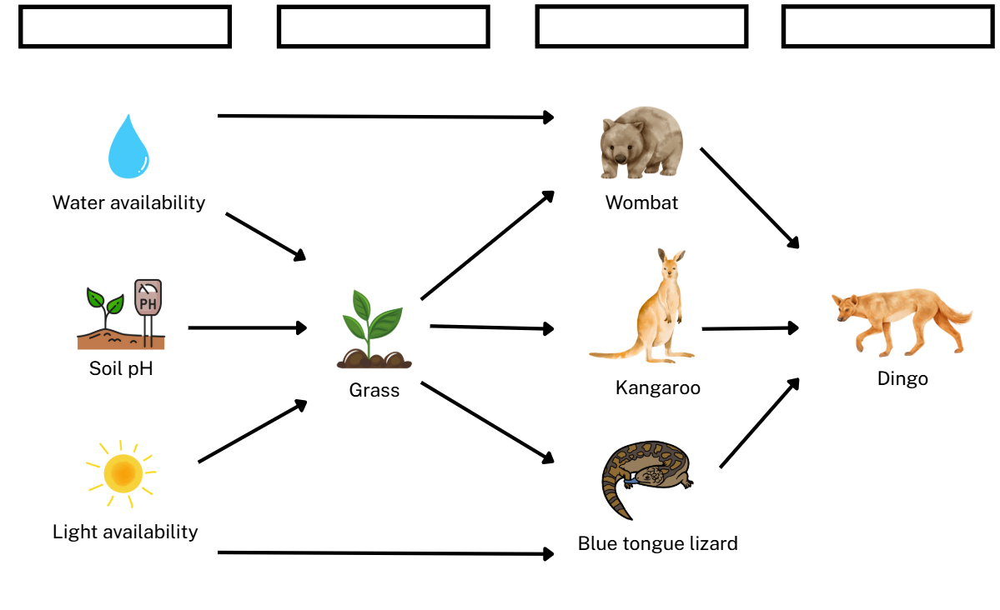 Water availability
Wombat
PH
Soil pH
Grass
Kangaroo
Dingo
Light availability
Blue tongue lizard